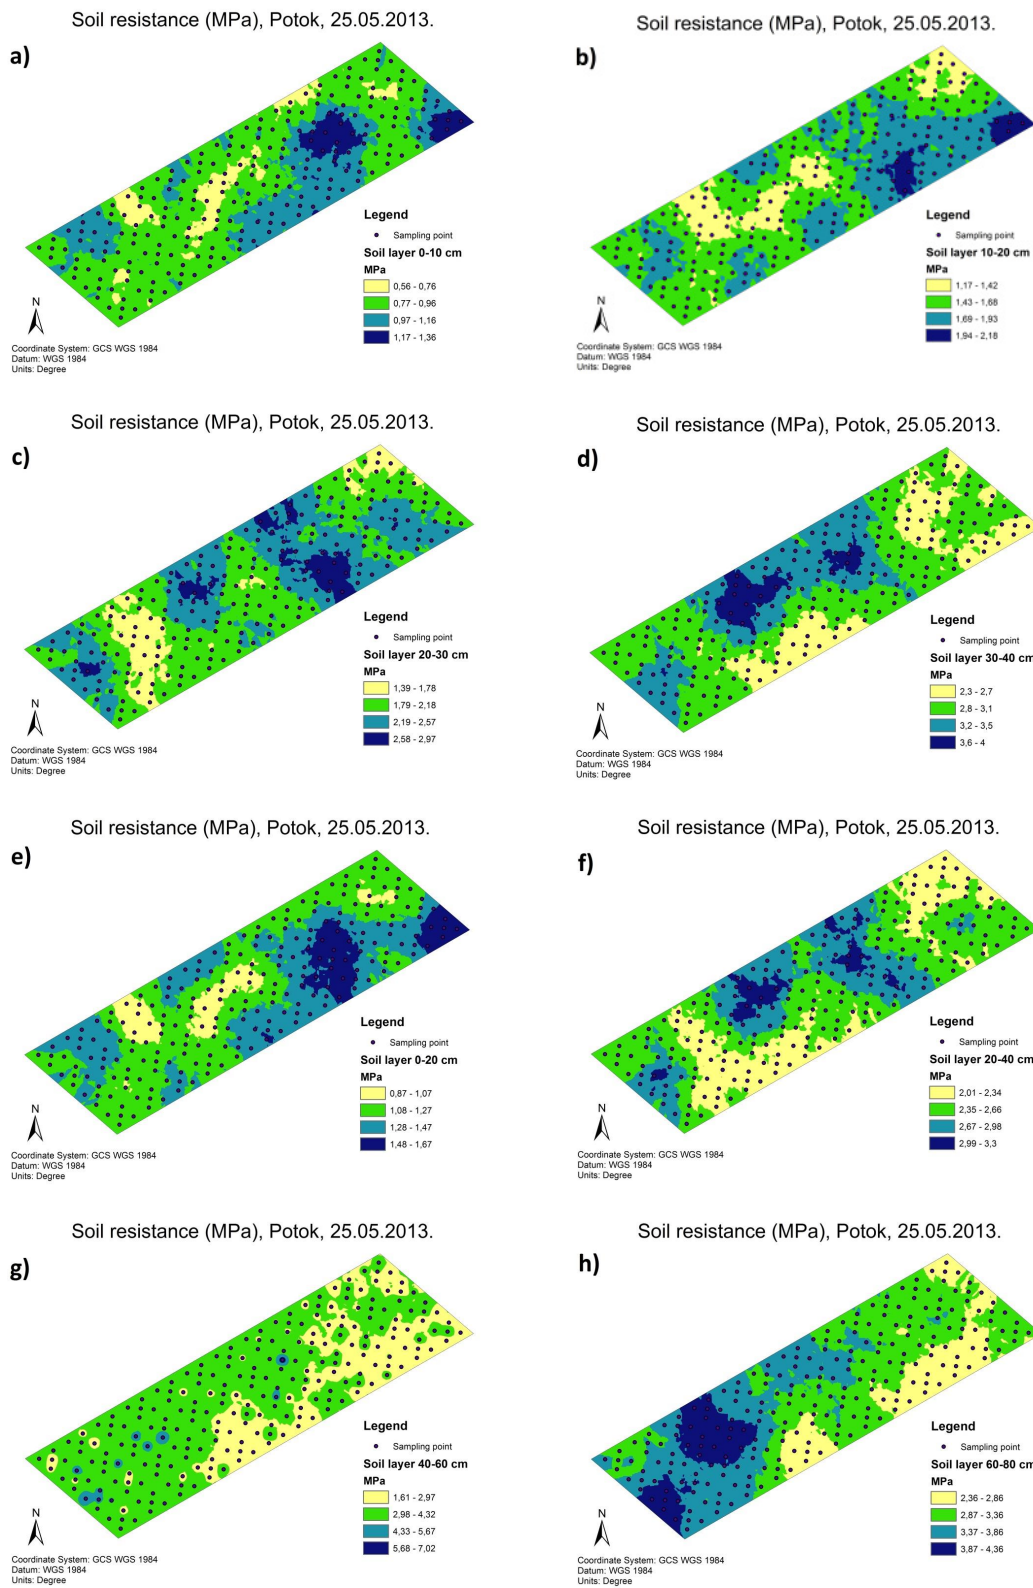 Soil resistance (MPa), Potok, 25.05.2013.
a)
Legend
Sampling point
Soil layer 0-10 cm
MPa
0,56 - 0,76
0,77 - 0,96
0,97 - 1,16
1,17 - 1,36
N
Coordinate System: GCS WGS 1984
Datum: WGS 1984
Units: Degree
Soil resistance (MPa), Potok, 25.05.2013.
b)
Legend
Sampling point
Soil layer 10-20 cm
MPa
1,17 - 1,42
1,43 - 1,68
1,69 - 1,93
1,94 - 2,18
N
Coordinate System: GCS WGS 1984
Datum: WGS 1984
Units: Degree
Soil resistance (MPa), Potok, 25.05.2013.
c)
Legend
Sampling point
Soil layer 20-30 cm
MPa
1,39 - 1,78
1,79 - 2,18
2,19 - 2,57
2,58 - 2,97
N
Coordinate System: GCS WGS 1984
Datum: WGS 1984
Units: Degree
Soil resistance (MPa), Potok, 25.05.2013.
d)
Legend
Sampling point
Soil layer 30-40 cm
MPa
2,3 - 2,7
2,8 - 3,1
3,2 - 3,5
3,6 - 4
N
Coordinate System: GCS WGS 1984
Datum: WGS 1984
Units: Degree
Soil resistance (MPa), Potok, 25.05.2013.
e)
Legend
Sampling point
Soil layer 0-20 cm
MPa
0,87 - 1,07
1,08 - 1,27
1,28 - 1,47
1,48 - 1,67
N
Coordinate System: GCS WGS 1984
Datum: WGS 1984
Units: Degree
Soil resistance (MPa), Potok, 25.05.2013.
f)
Legend
Sampling point
Soil layer 20-40 cm
MPa
2,01 - 2,34
2,35 - 2,66
2,67 - 2,98
2,99 - 3,3
N
Coordinate System: GCS WGS 1984
Datum: WGS 1984
Units: Degree
Soil resistance (MPa), Potok, 25.05.2013.
g)
Legend
Sampling point
Soil layer 40-60 cm
MPa
1,61 - 2,97
2,98 - 4,32
4,33 - 5,67
5,68 - 7,02
N
Coordinate System: GCS WGS 1984
Datum: WGS 1984
Units: Degree
Soil resistance (MPa), Potok, 25.05.2013.
h)
Legend
Sampling point
Soil layer 60-80 cm
MPa
2,36 - 2,86
2,87 - 3,36
3,37 - 3,86
3,87 - 4,36
N
Coordinate System: GCS WGS 1984
Datum: WGS 1984
Units: Degree